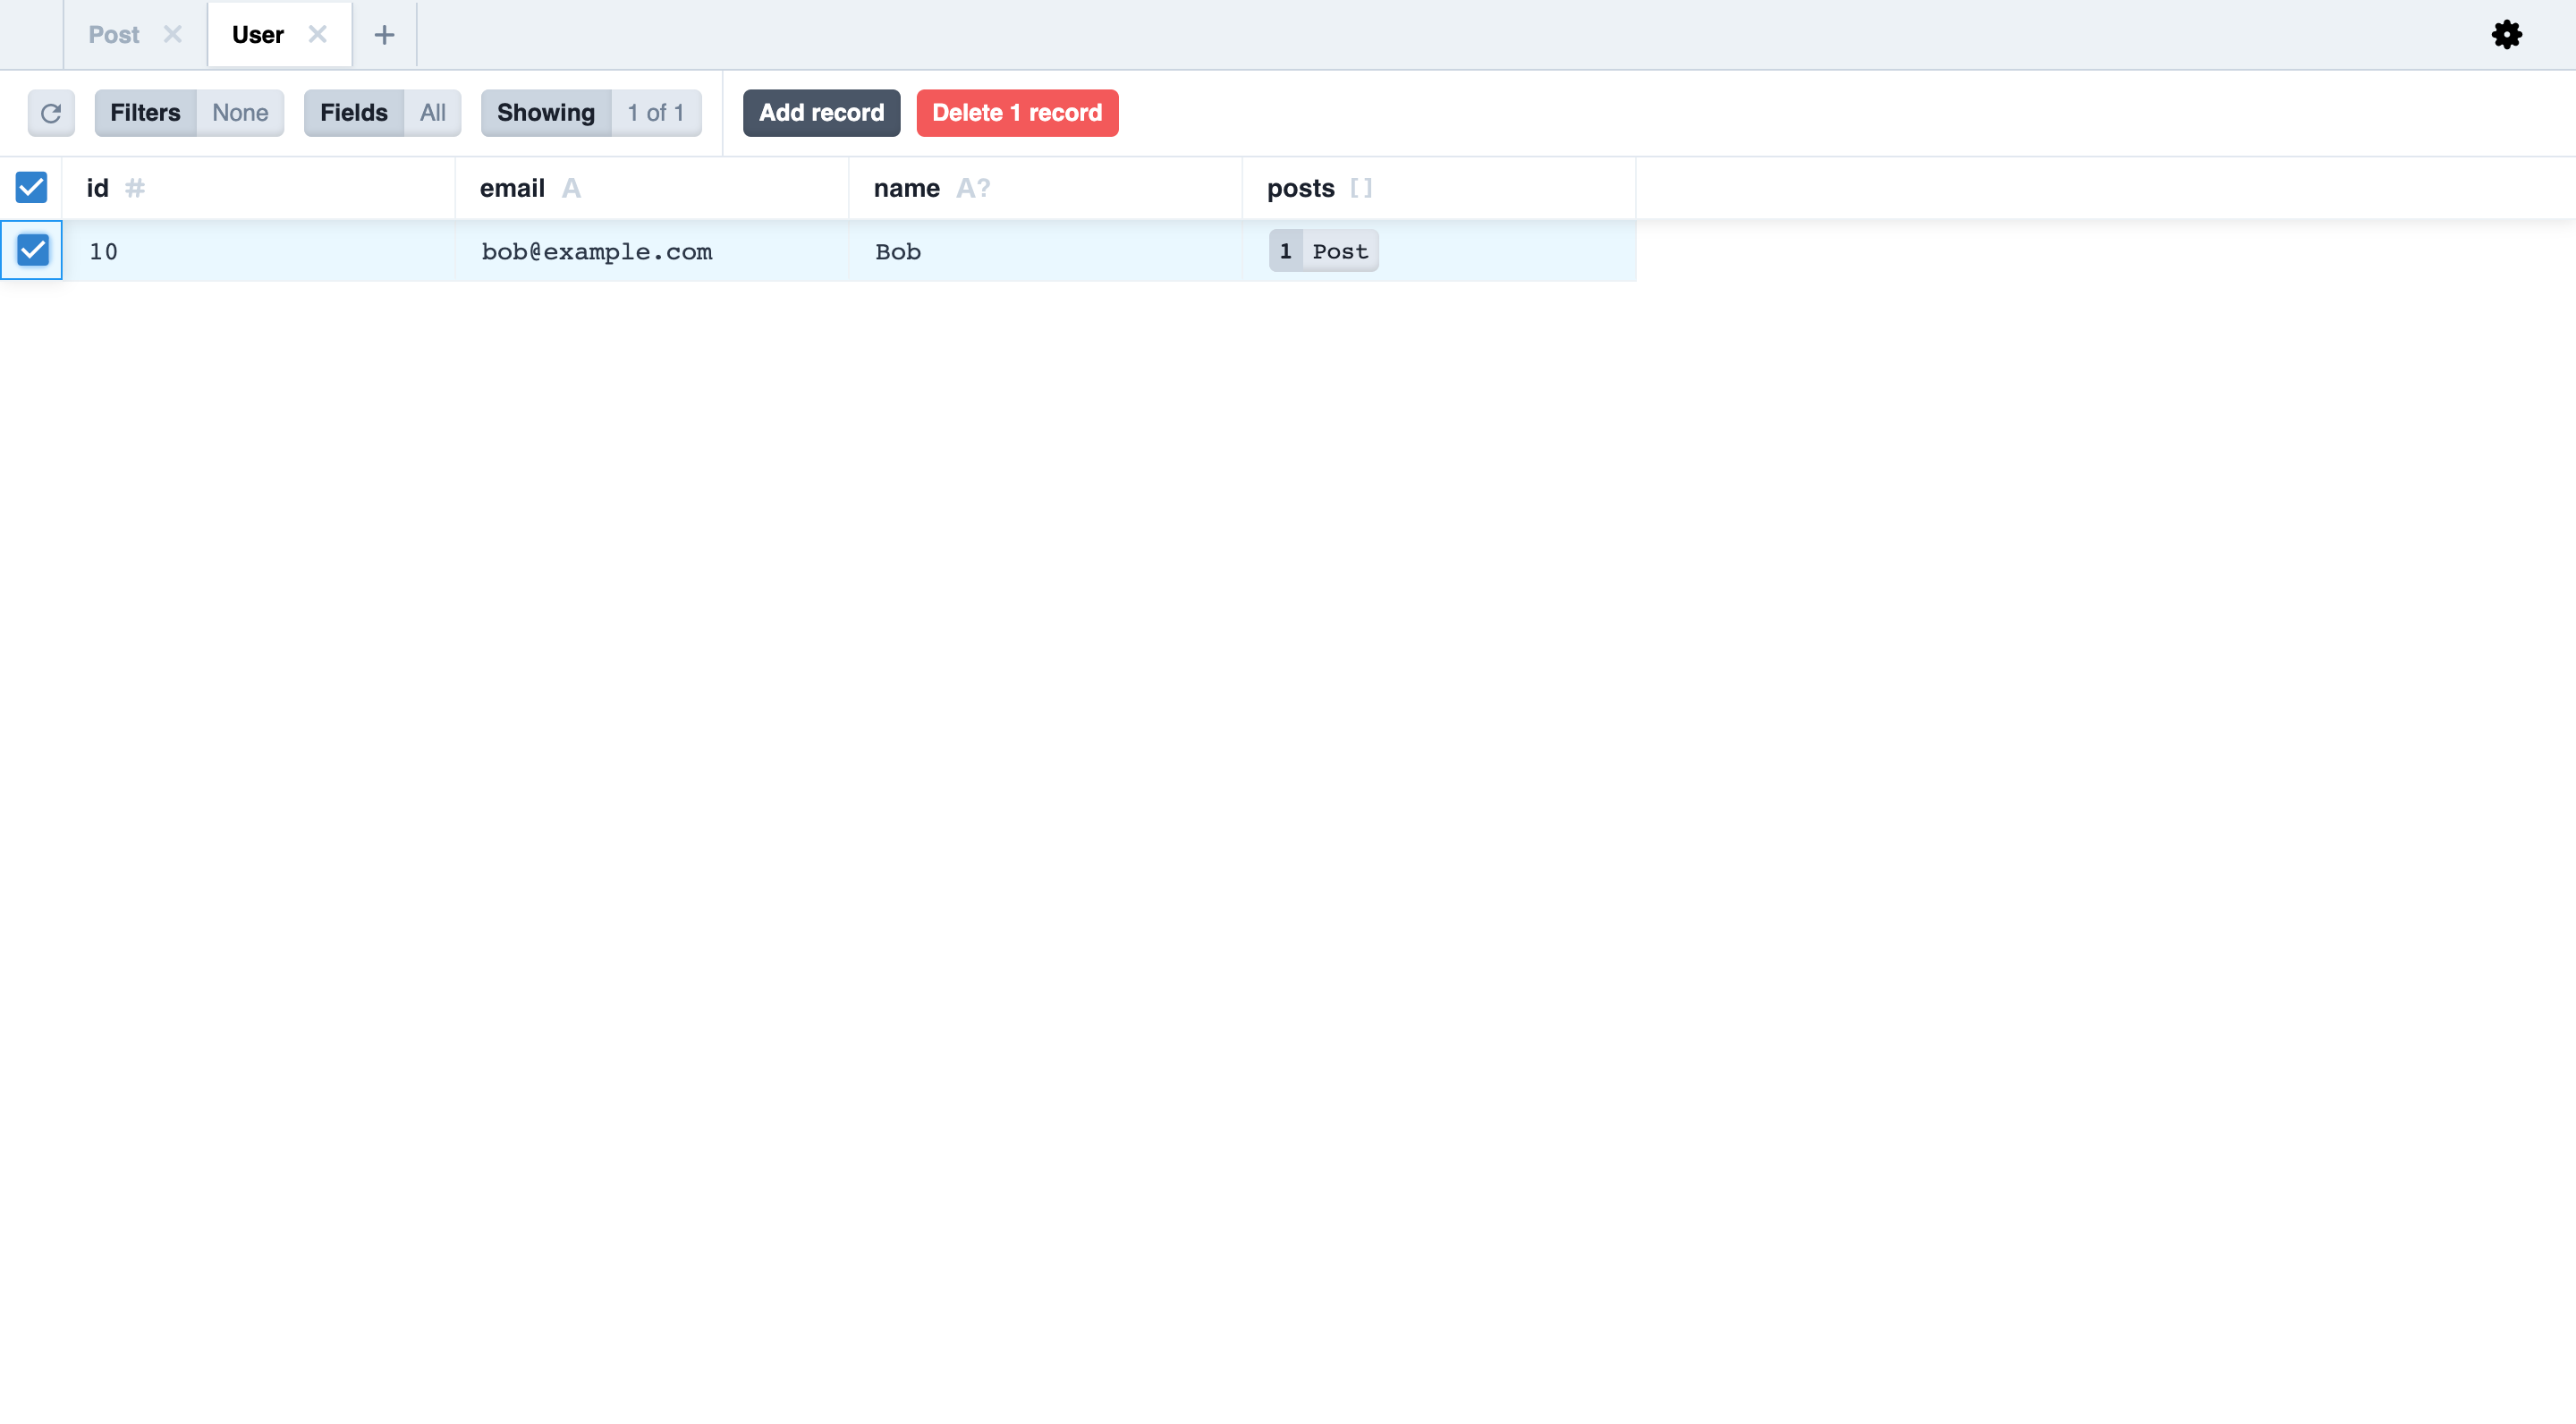 Post User +
Filters None Fields All Showing 1 of 1 Add record Delete 1 record
id # email A name A? posts []
10 bob@example.com Bob 1 Post